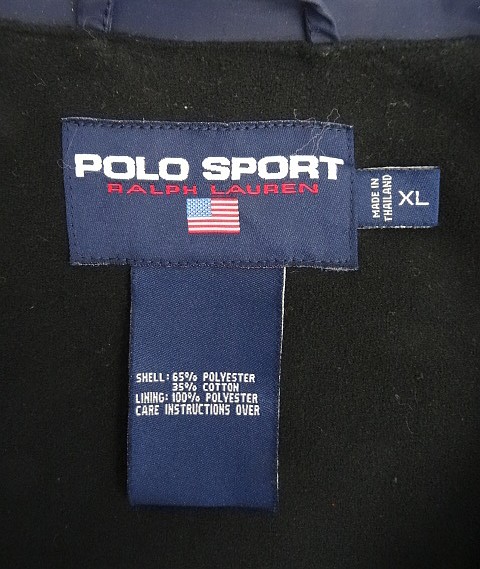 POLO SPORT
RALPH LAUREN
MADE IN
THAILAND
XL
SHELL: 65% POLYESTER
35% COTTON
LINING: 100% POLYESTER
CARE INSTRUCTIONS OVER